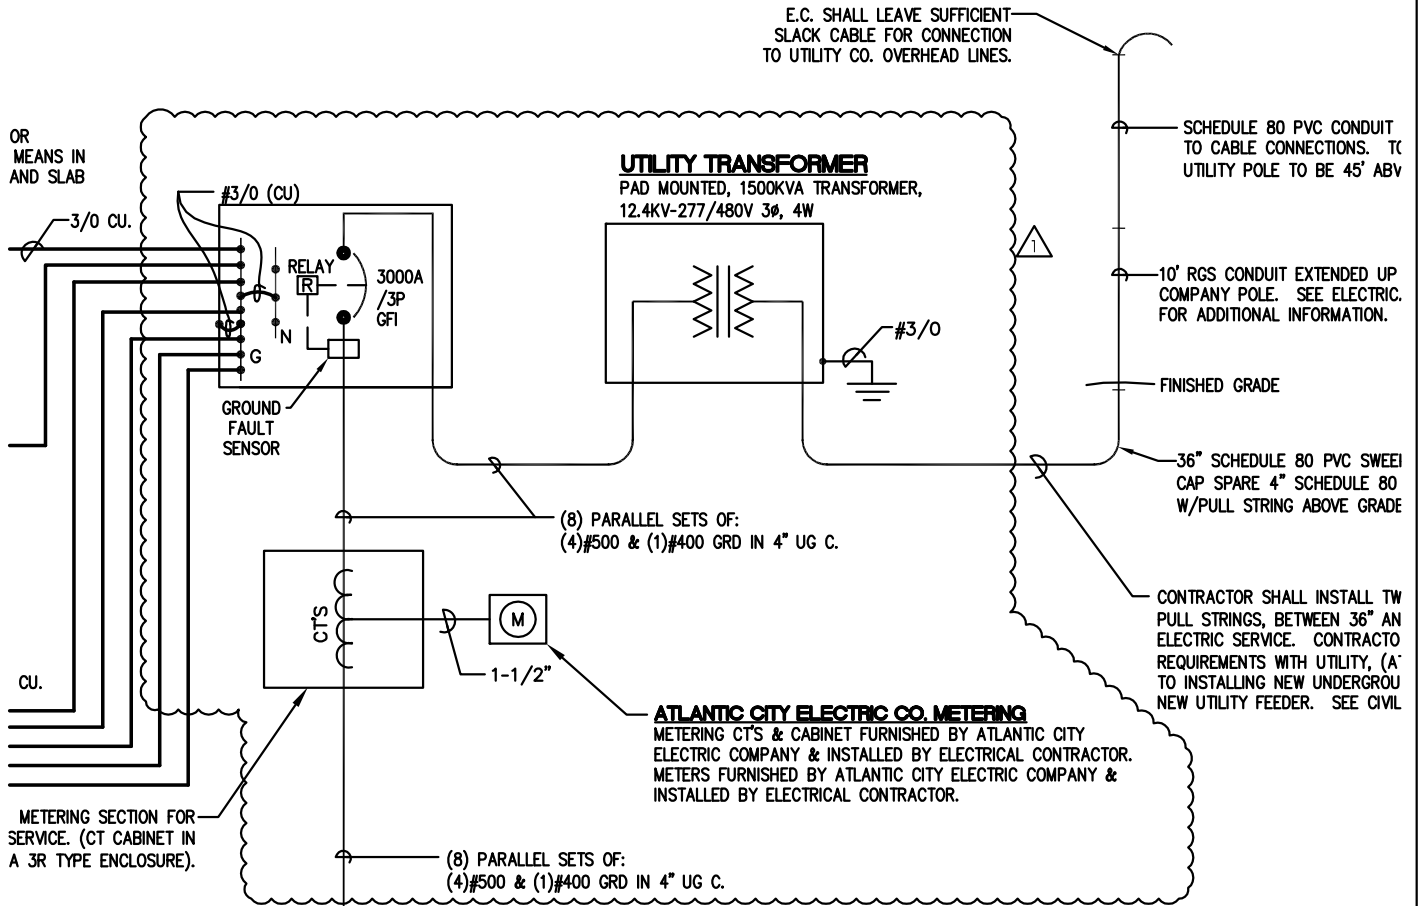 E.C. SHALL LEAVE SUFFICIENT
SLACK CABLE FOR CONNECTION
TO UTILITY CO. OVERHEAD LINES.
OR
MEANS IN
AND SLAB
SCHEDULE 80 PVC CONDUIT
TO CABLE CONNECTIONS.
UTILITY POLE TO BE 45' ABV
UTILITY TRANSFORMER
PAD MOUNTED, 1500KVA TRANSFORMER,
12.4KV-277/480V 3ø, 4W
#3/0 (CU)
3/0 CU.
1
RELAY
R
3000A
/3P
GFI
N
G
10' RGS CONDUIT EXTENDED UP
COMPANY POLE. SEE ELECTRIC.
FOR ADDITIONAL INFORMATION.
#3/0
FINISHED GRADE
GROUND
FAULT
SENSOR
36" SCHEDULE 80 PVC
CAP SPARE 4" SCHEDULE 80
W/PULL STRING ABOVE GRADE
(8) PARALLEL SETS OF:
(4)#500 & (1)#400 GRD IN 4" UG C.
CT'S
M
1-1/2"
CONTRACTOR SHALL INSTALL TW
PULL STRINGS, BETWEEN 36" AN
ELECTRIC SERVICE. CONTRACTO
REQUIREMENTS WITH UTILITY,
TO INSTALLING NEW UNDERGROU
NEW UTILITY FEEDER. SEE CIVIL
CU.
ATLANTIC CITY ELECTRIC CO. METERING
METERING CT'S & CABINET FURNISHED BY ATLANTIC CITY
ELECTRIC COMPANY & INSTALLED BY ELECTRICAL CONTRACTOR.
METERS FURNISHED BY ATLANTIC CITY ELECTRIC COMPANY &
INSTALLED BY ELECTRICAL CONTRACTOR.
METERING SECTION FOR
SERVICE. (CT CABINET IN
A 3R TYPE ENCLOSURE).
(8) PARALLEL SETS OF:
(4)#500 & (1)#400 GRD IN 4" UG C.